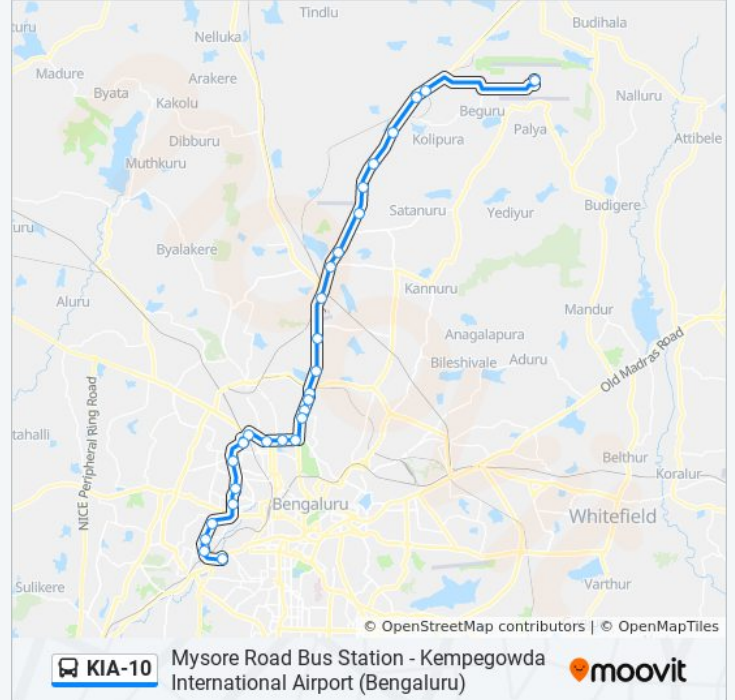 Tindlu
Budihala
turu
Nelluka
Madure
Arakere
Byata
Kakolu
Nalluru
Beguru
Palya
Dibburu
Kolipura
Attibele
Muthkuru
Satanuru
Yediyur
Budigere
uru
Byalakere
Kannuru
Aluru
Mandur
Anagalapura
Bileshivale
Aduru
Old Madras Road
NICE Peripheral Ring Road
tahalli
Belthur
Koralur
Bengaluru
Whitefield
Sulikere
Varthur
© OpenStreetMap contributors | © OpenMapTiles
KIA-10
Mysore Road Bus Station - Kempegowda
International Airport (Bengaluru)
moovit